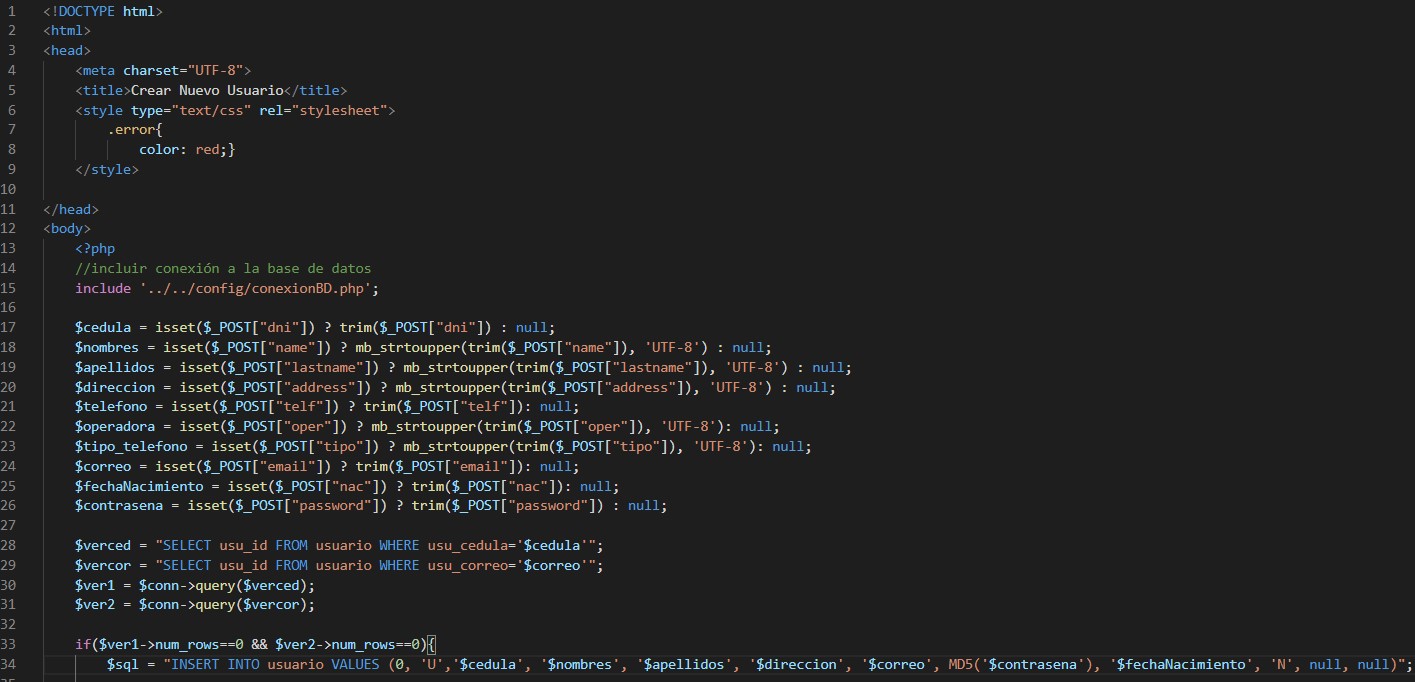 1 <!DOCTYPE html>
2 <html>
3 <head>
4 <meta charset="UTF-8">
5 <title>Crear Nuevo Usuario</title>
6 <style type="text/css" rel="stylesheet">
7 .error{
8 color: red;}
9 </style>
10
11 </head>
12 <body>
13 <?php
14 //incluir conexión a la base de datos
15 include '../../config/conexionBD.php';
16
17 $cedula = isset($_POST["dni"]) ? trim($_POST["dni"]) : null;
18 $nombres = isset($_POST["name"]) ? mb_strtoupper(trim($_POST["name"]), 'UTF-8') : null;
19 $apellidos = isset($_POST["lastname"]) ? mb_strtoupper(trim($_POST["lastname"]), 'UTF-8') : null;
20 $direccion = isset($_POST["address"]) ? mb_strtoupper(trim($_POST["address"]), 'UTF-8') : null;
21 $telefono = isset($_POST["telf"]) ? trim($_POST["telf"]): null;
22 $operadora = isset($_POST["oper"]) ? mb_strtoupper(trim($_POST["oper"]), 'UTF-8'): null;
23 $tipo_telefono = isset($_POST["tipo"]) ? mb_strtoupper(trim($_POST["tipo"]), 'UTF-8'): null;
24 $correo = isset($_POST["email"]) ? trim($_POST["email"]): null;
25 $fechaNacimiento = isset($_POST["nac"]) ? trim($_POST["nac"]): null;
26 $contrasena = isset($_POST["password"]) ? trim($_POST["password"]) : null;
27
28 $verced = "SELECT usu_id FROM usuario WHERE usu_cedula='$cedula'";
29 $vercor = "SELECT usu_id FROM usuario WHERE usu_correo='$correo'";
30 $ver1 = $conn->query($verced);
31 $ver2 = $conn->query($vercor);
32
33 if($ver1->num_rows==0 && $ver2->num_rows==0){
34 $sql = "INSERT INTO usuario VALUES (0, 'U','$cedula', '$nombres', '$apellidos', '$direccion', '$correo', MD5('$contrasena'), '$fechaNacimiento', 'N', null, null)";